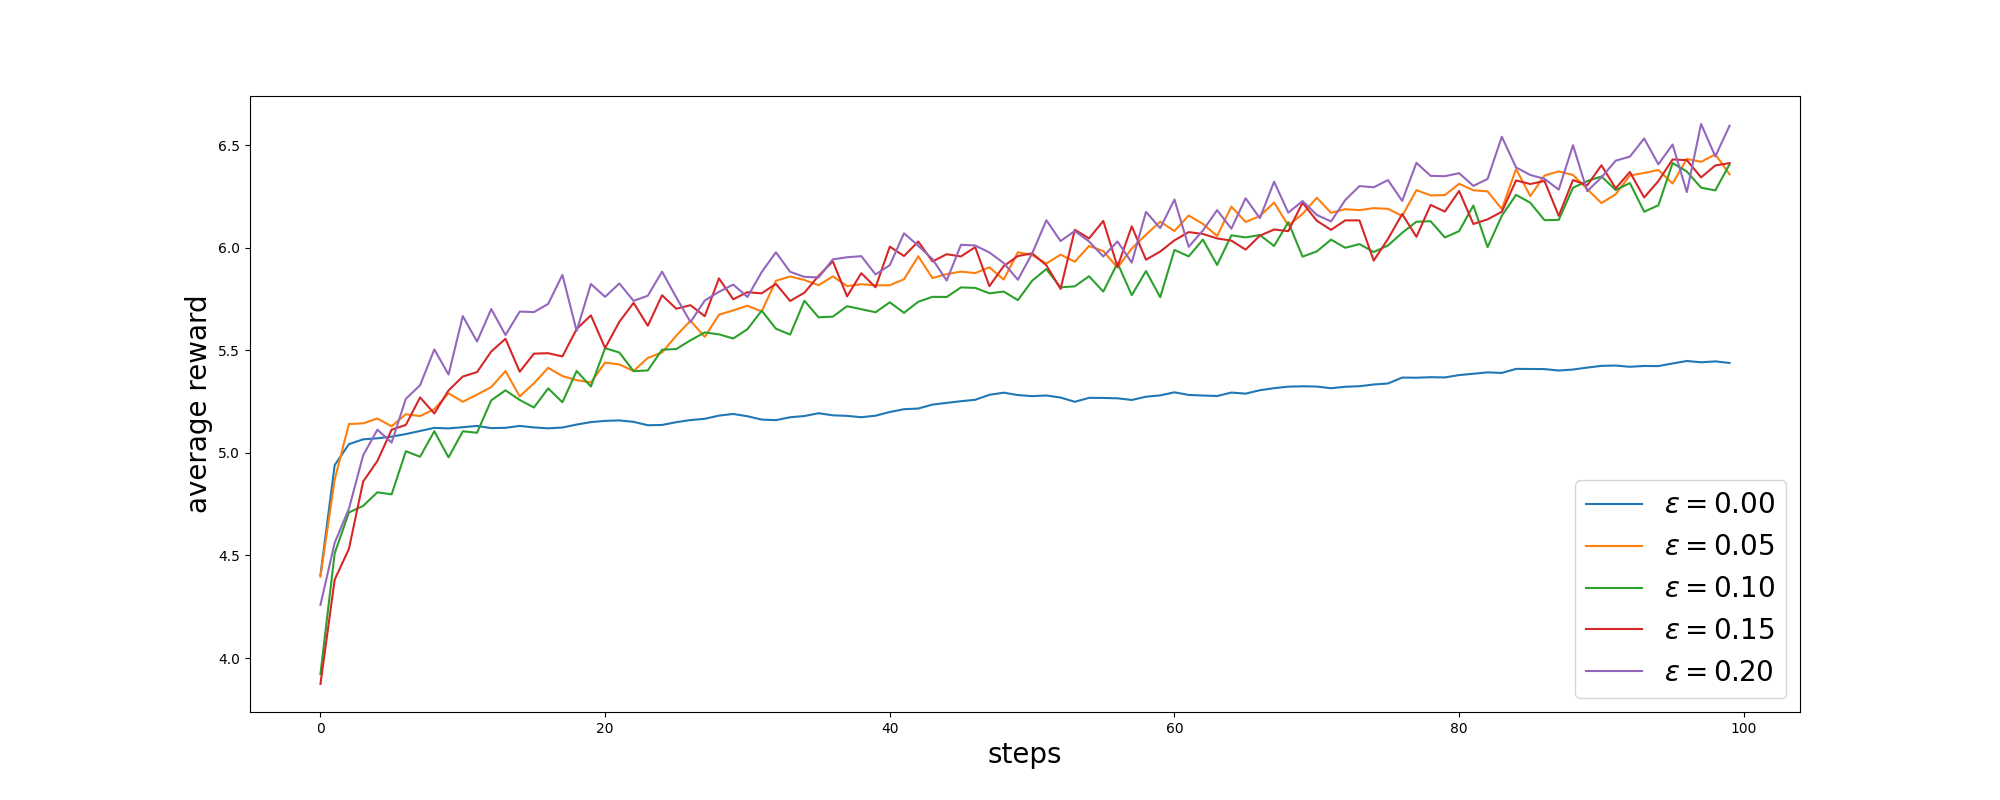 6.5
6.0
5.5
5.0
4.5
4.0
average reward
0 20 40 60 80 100
steps
ε = 0.00
ε = 0.05
ε = 0.10
ε = 0.15
ε = 0.20